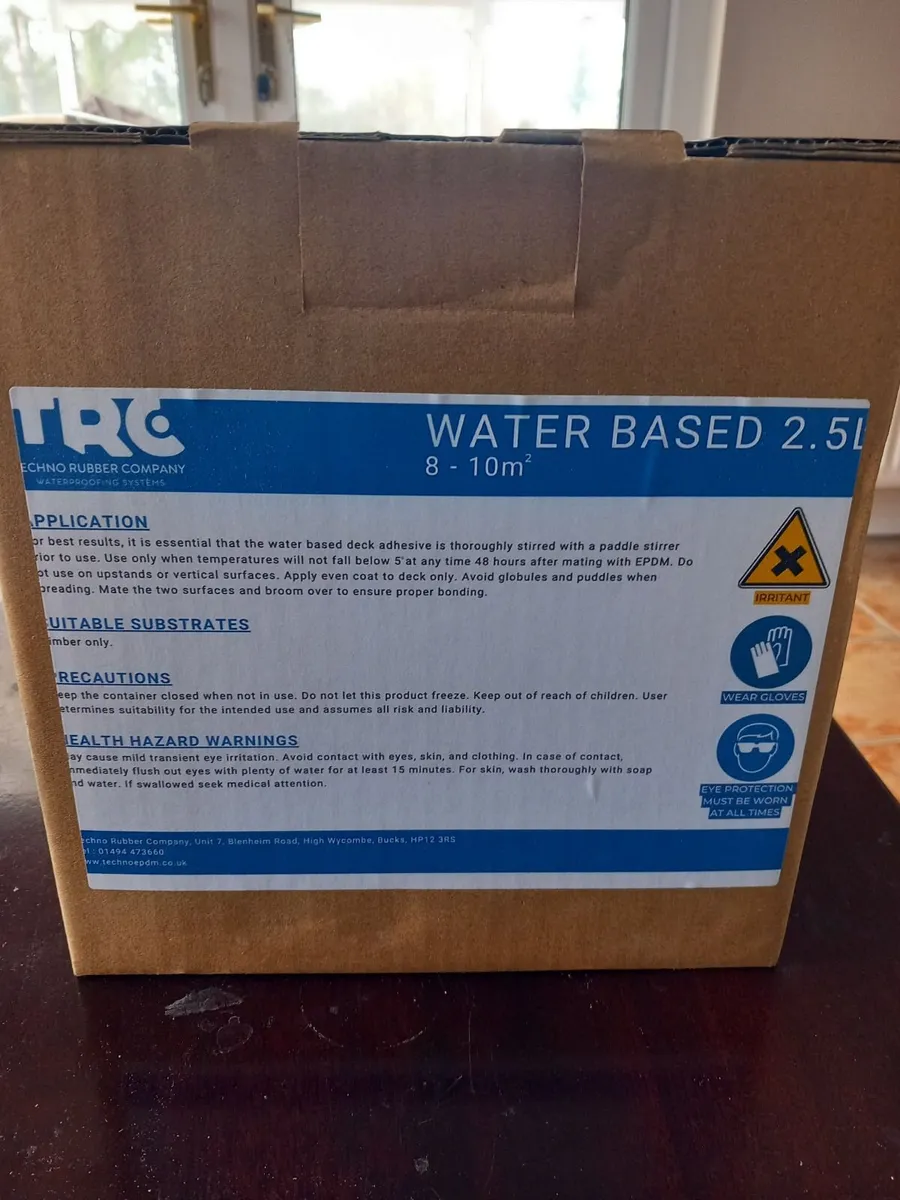 TRC
ECHNO RUBBER COMPANY
WATERPROOFING SYSTEMS
WATER BASED 2.5L
8 - 10m²
APPLICATION
or best results, it is essential that the water based deck adhesive is thoroughly stirred with a paddle stirrer
rior to use. Use only when temperatures will not fall below 5° at any time 48 hours after mating with EPDM. Do
ot use on upstands or vertical surfaces. Apply even coat to deck only. Avoid globules and puddles when
preading. Mate the two surfaces and broom over to ensure proper bonding.
SUITABLE SUBSTRATES
imber only.
PRECAUTIONS
eep the container closed when not in use. Do not let this product freeze. Keep out of reach of children. User
etermines suitability for the intended use and assumes all risk and liability.
HEALTH HAZARD WARNINGS
ay cause mild transient eye irritation. Avoid contact with eyes, skin, and clothing. In case of contact,
mmediately flush out eyes with plenty of water for at least 15 minutes. For skin, wash thoroughly with soap
nd water. If swallowed seek medical attention.
IRRITANT
WEAR GLOVES
EYE PROTECTION
MUST BE WORN
AT ALL TIMES
echno Rubber Company, Unit 7, Blenheim Road, High Wycombe, Bucks, HP12 3RS
el : 01494 473660
ww.technoepdm.co.uk